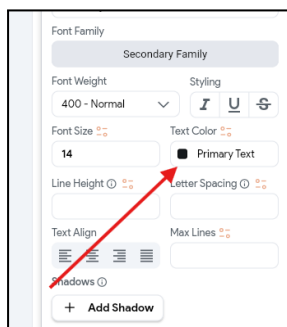 Font Family
Secondary Family
Font Weight Styling
400 - Normal I U S
Font Size Text Color
14 Primary Text
Line Height Letter Spacing
Text Align Max Lines
Shadows
+ Add Shadow